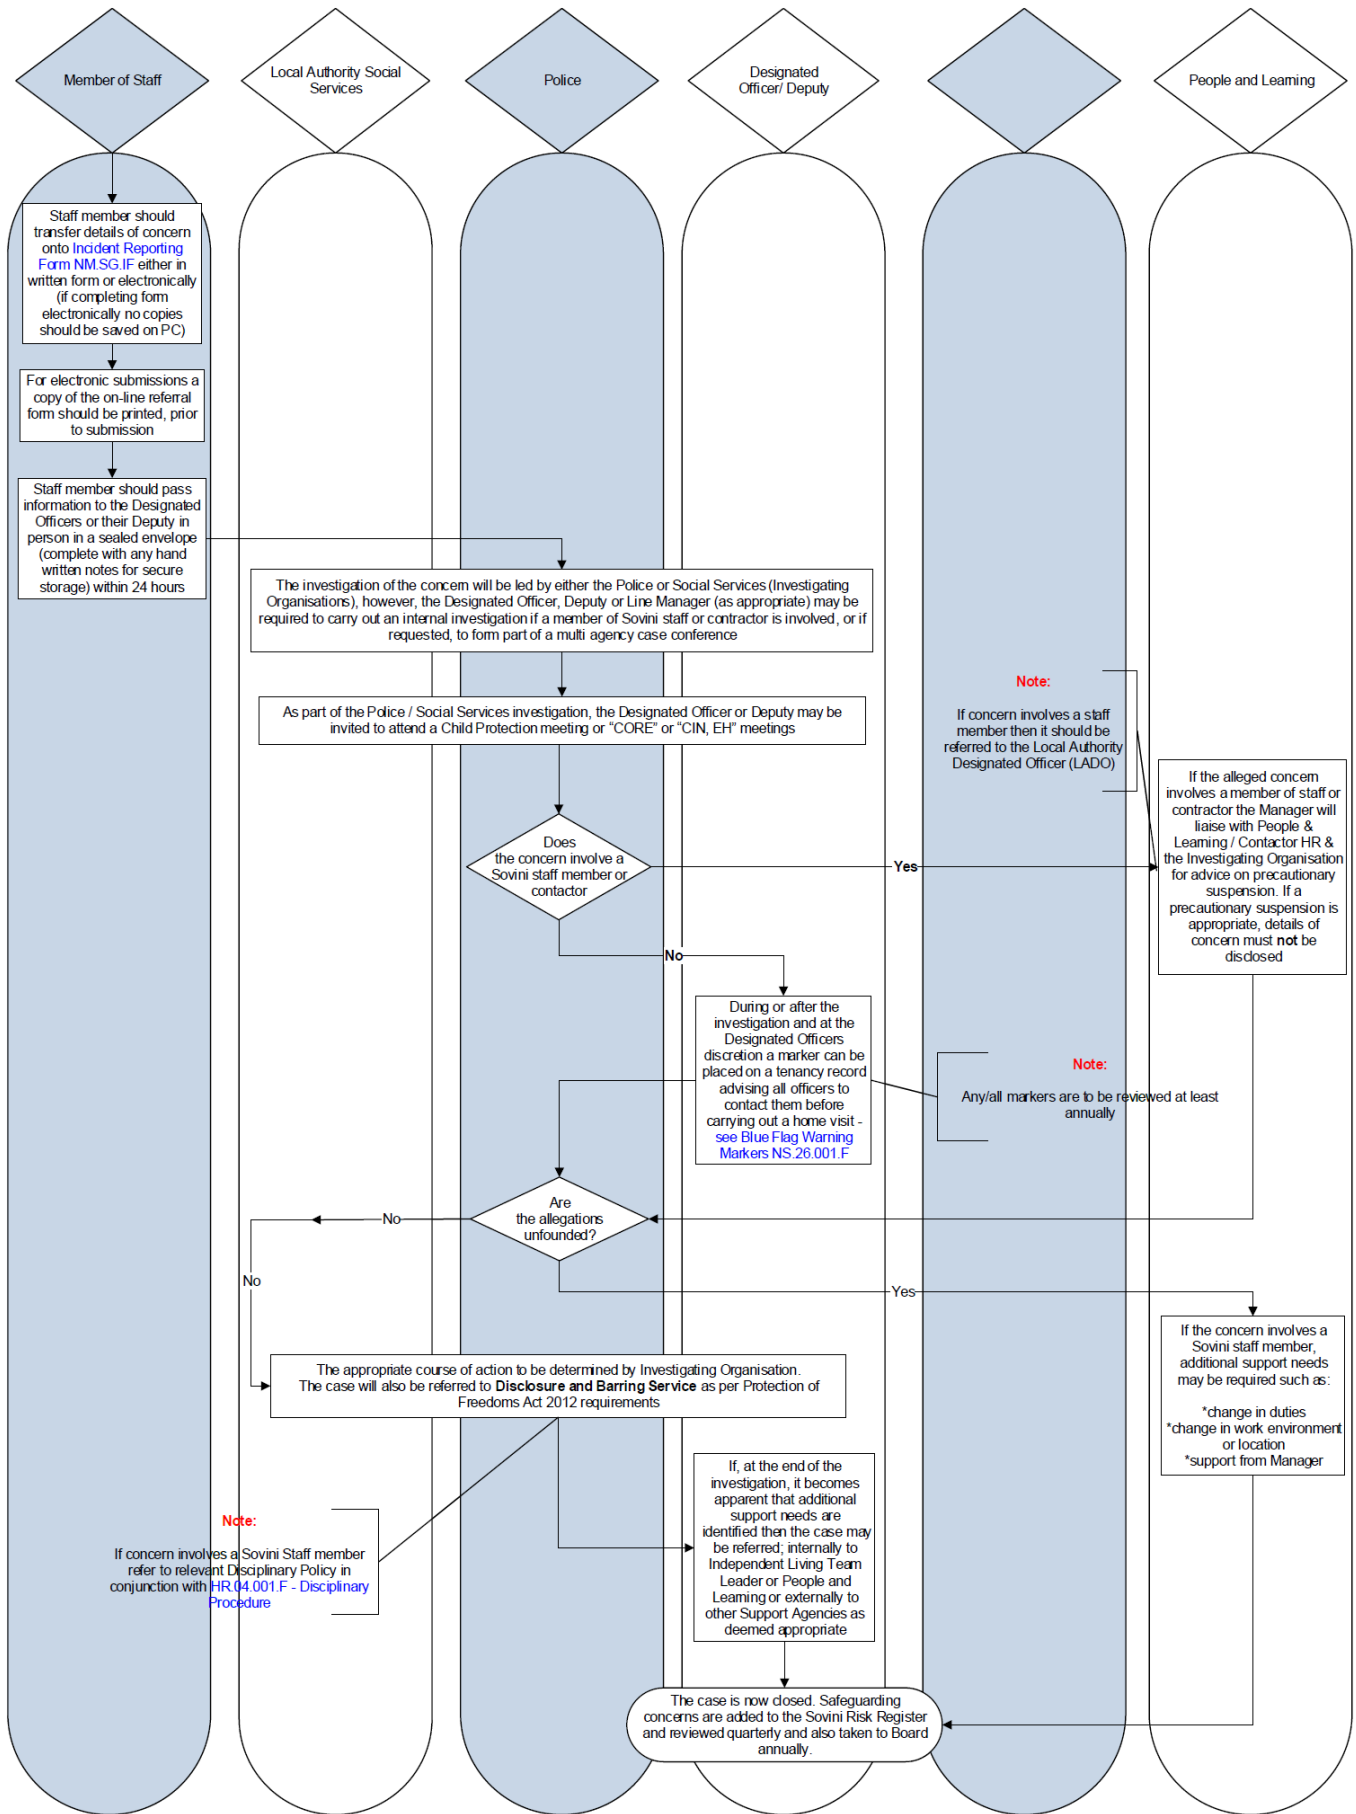 Member of Staff
Local Authority Social
Services
Police
Designated
Officer/ Deputy
People and Learning
Staff member should
transfer details of concern
onto Incident Reporting
Form NM.SG.IF either in
written form or electronically
(if completing form
electronically no copies
should be saved on PC)
For electronic submissions a
copy of the on-line referral
form should be printed, prior
to submission
Staff member should pass
information to the Designated
Officers or their Deputy in
person in a sealed envelope
(complete with any hand
written notes for secure
storage) within 24 hours
The investigation of the concern will be led by either the Police or Social Services (Investigating
Organisations), however, the Designated Officer, Deputy or Line Manager (as appropriate) may be
required to carry out an internal investigation if a member of Sovini staff or contractor is involved, or if
requested, to form part of a multi agency case conference
As part of the Police / Social Services investigation, the Designated Officer or Deputy may be
invited to attend a Child Protection meeting or “CORE” or “CIN, EH” meetings
Note:
If concern involves a staff
member then it should be
referred to the Local Authority
Designated Officer (LADO)
If the alleged concern
involves a member of staff or
contractor the Manager will
liaise with People &
Learning / Contactor HR &
the Investigating Organisation
for advice on precautionary
suspension. If a
precautionary suspension is
appropriate, details of
concern must not be
disclosed
Does
the concern involve a
Sovini staff member or
contactor
Yes
No
During or after the
investigation and at the
Designated Officers
discretion a marker can be
placed on a tenancy record
advising all officers to
contact them before
carrying out a home visit -
see Blue Flag Warning
Markers NS.26.001.F
Note:
Any/all markers are to be reviewed at least
annually
Are
the allegations
unfounded?
No
No
Yes
If the concern involves a
Sovini staff member,
additional support needs
may be required such as:
*change in duties
*change in work environment
or location
*support from Manager
The appropriate course of action to be determined by Investigating Organisation.
The case will also be referred to Disclosure and Barring Service as per Protection of
Freedoms Act 2012 requirements
If, at the end of the
investigation, it becomes
apparent that additional
support needs are
identified then the case may
be referred; internally to
Independent Living Team
Leader or People and
Learning or externally to
other Support Agencies as
deemed appropriate
Note:
If concern involves a Sovini Staff member
refer to relevant Disciplinary Policy in
conjunction with HR.04.001.F - Disciplinary
Procedure
The case is now closed. Safeguarding
concerns are added to the Sovini Risk Register
and reviewed quarterly and also taken to Board
annually.